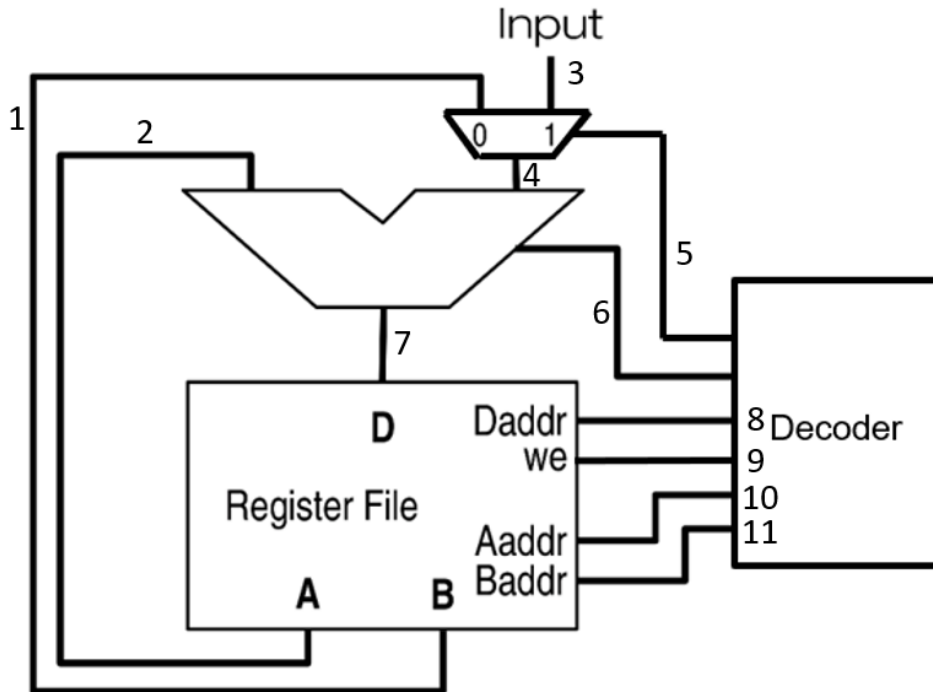 Input
3
1
2
0 1
4
5
6
7
D
Daddr
8
Decoder
we
9
Register File
10
Aaddr
11
Baddr
A
B